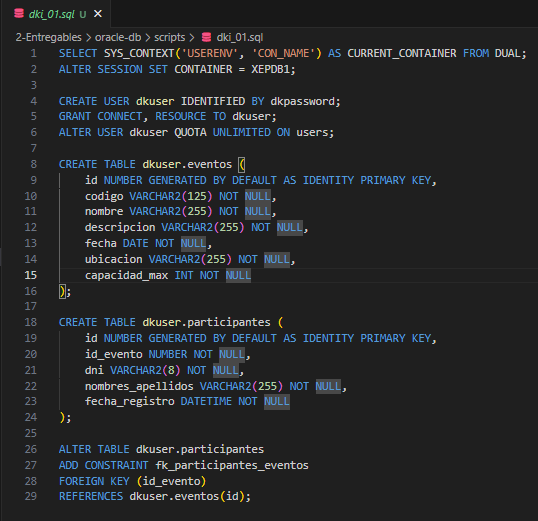 dki_01.sql U ×
2-Entregables > oracle-db > scripts > dki_01.sql
1 SELECT SYS_CONTEXT('USERENV', 'CON_NAME') AS CURRENT_CONTAINER FROM DUAL;
2 ALTER SESSION SET CONTAINER = XEPDB1;
3
4 CREATE USER dkuser IDENTIFIED BY dkpassword;
5 GRANT CONNECT, RESOURCE TO dkuser;
6 ALTER USER dkuser QUOTA UNLIMITED ON users;
7
8 CREATE TABLE dkuser.eventos (
9 id NUMBER GENERATED BY DEFAULT AS IDENTITY PRIMARY KEY,
10 codigo VARCHAR2(125) NOT NULL,
11 nombre VARCHAR2(255) NOT NULL,
12 descripcion VARCHAR2(255) NOT NULL,
13 fecha DATE NOT NULL,
14 ubicacion VARCHAR2(255) NOT NULL,
15 capacidad_max INT NOT NULL
16 );
17
18 CREATE TABLE dkuser.participantes (
19 id NUMBER GENERATED BY DEFAULT AS IDENTITY PRIMARY KEY,
20 id_evento NUMBER NOT NULL,
21 dni VARCHAR2(8) NOT NULL,
22 nombres_apellidos VARCHAR2(255) NOT NULL,
23 fecha_registro DATETIME NOT NULL
24 );
25
26 ALTER TABLE dkuser.participantes
27 ADD CONSTRAINT fk_participantes_eventos
28 FOREIGN KEY (id_evento)
29 REFERENCES dkuser.eventos(id);